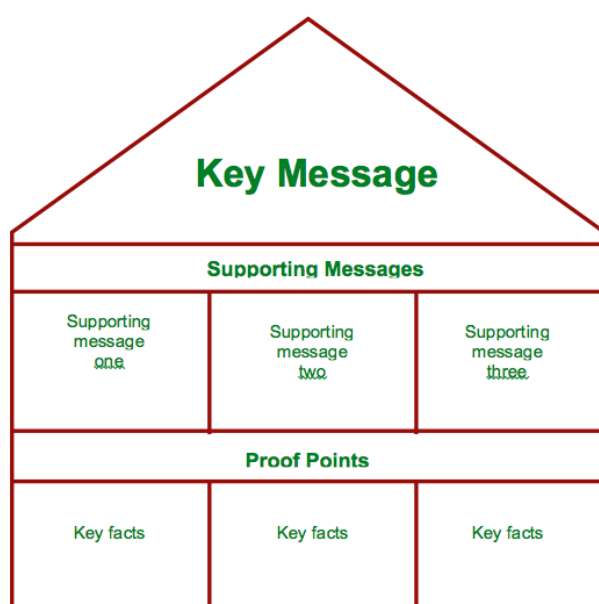 Key Message
Supporting Messages
Supporting
message
one
Supporting
message
two
Supporting
message
three
Proof Points
Key facts
Key facts
Key facts